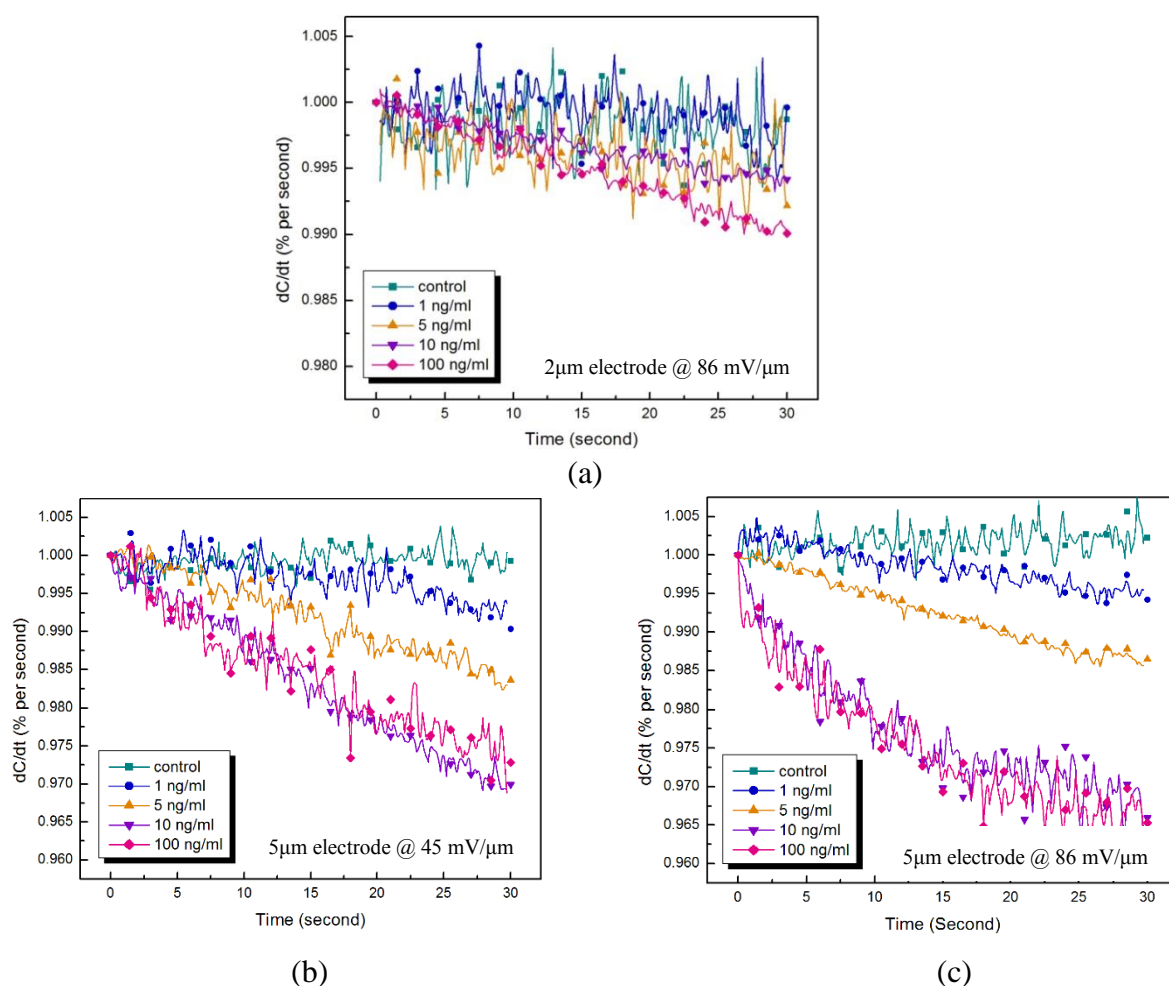 1.005
1.000
0.995
0.990
0.985
0.980
dC/dt (% per second)
control
1 ng/ml
5 ng/ml
10 ng/ml
100 ng/ml
2μm electrode @ 86 mV/μm
0 5 10 15 20 25 30
Time (second)
(a)
1.005
1.000
0.995
0.990
0.985
0.980
0.975
0.970
0.965
0.960
dC/dt (% per second)
control
1 ng/ml
5 ng/ml
10 ng/ml
100 ng/ml
5μm electrode @ 45 mV/μm
0 5 10 15 20 25 30
Time (second)
(b)
1.005
1.000
0.995
0.990
0.985
0.980
0.975
0.970
0.965
0.960
dC/dt (% per second)
control
1 ng/ml
5 ng/ml
10 ng/ml
100 ng/ml
5μm electrode @ 86 mV/μm
0 5 10 15 20 25 30
Time (Second)
(c)